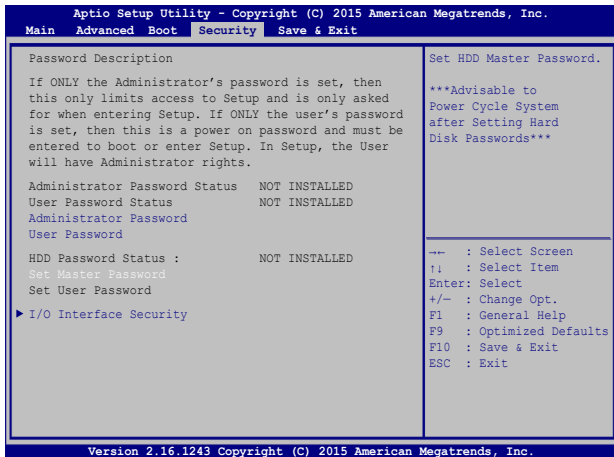 Aptio Setup Utility - Copyright (C) 2015 American Megatrends, Inc.
Main Advanced Boot Security Save & Exit
Password Description
If ONLY the Administrator's password is set, then
this only limits access to Setup and is only asked
for when entering Setup. If ONLY the user's password
is set, then this is a power on password and must be
entered to boot or enter Setup. In Setup, the User
will have Administrator rights.
Administrator Password Status NOT INSTALLED
User Password Status NOT INSTALLED
Administrator Password
User Password
HDD Password Status : NOT INSTALLED
Set Master Password
Set User Password
I/O Interface Security
Set HDD Master Password.
***Advisable to
Power Cycle System
after Setting Hard
Disk Passwords***
→← : Select Screen
↑↓ : Select Item
Enter: Select
+/— : Change Opt.
F1 : General Help
F9 : Optimized Defaults
F10 : Save & Exit
ESC : Exit
Version 2.16.1243 Copyright (C) 2015 American Megatrends, Inc.